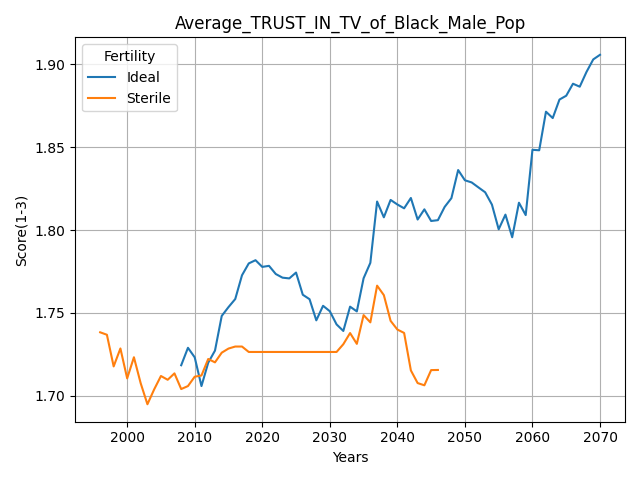 Average_TRUST_IN_TV_of_Black_Male_Pop
Fertility
Ideal
Sterile
Score(1-3)
1.90
1.85
1.80
1.75
1.70
2000 2010 2020 2030 2040 2050 2060 2070
Years